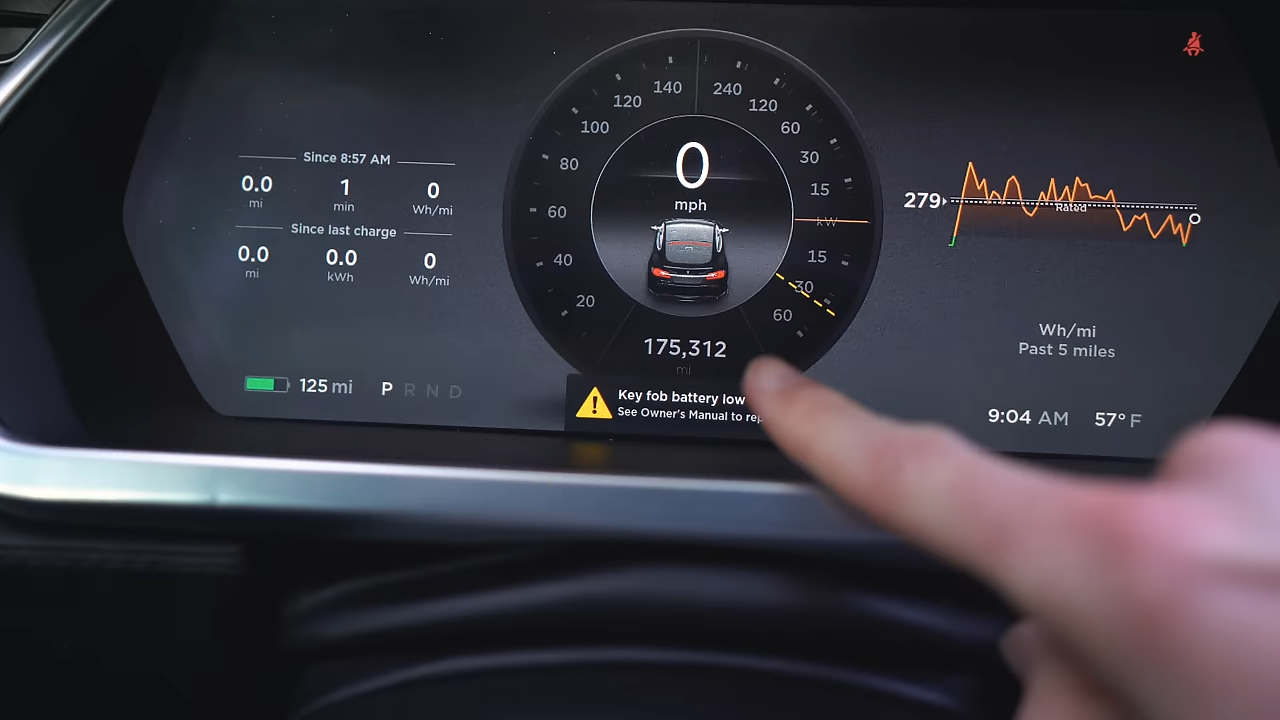 Since 8:57 AM
0.0 1 0
mi min Wh/mi
Since last charge
0.0 0.0 0
mi kWh Wh/mi
125 mi P R N D
140 240
120 120
100 60
80 30
60 15
kW
40 15
20 30
60
0
mph
175,312
mi
Key fob battery low
See Owner's Manual to
279
Rated
Wh/mi
Past 5 miles
9:04 AM 57° F